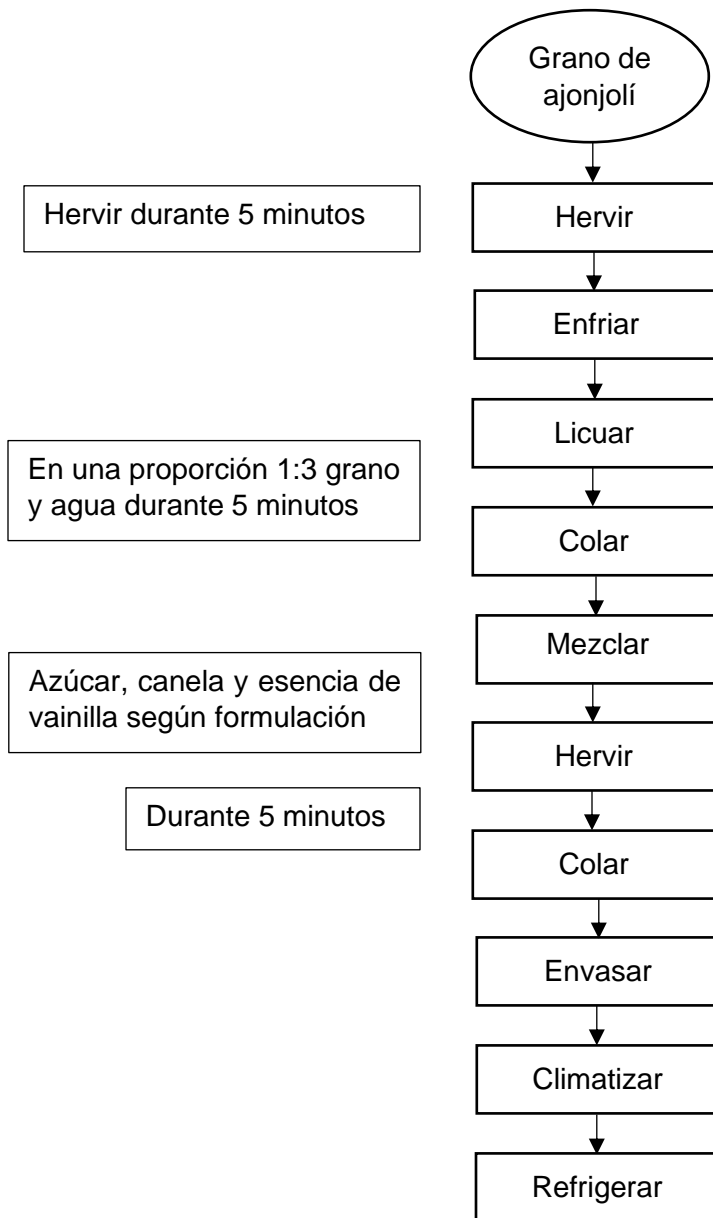 Grano de
ajonjolí
Hervir durante 5 minutos
Hervir
Enfriar
Licuar
En una proporción 1:3 grano
y agua durante 5 minutos
Colar
Mezclar
Azúcar, canela y esencia de
vainilla según formulación
Hervir
Durante 5 minutos
Colar
Envasar
Climatizar
Refrigerar